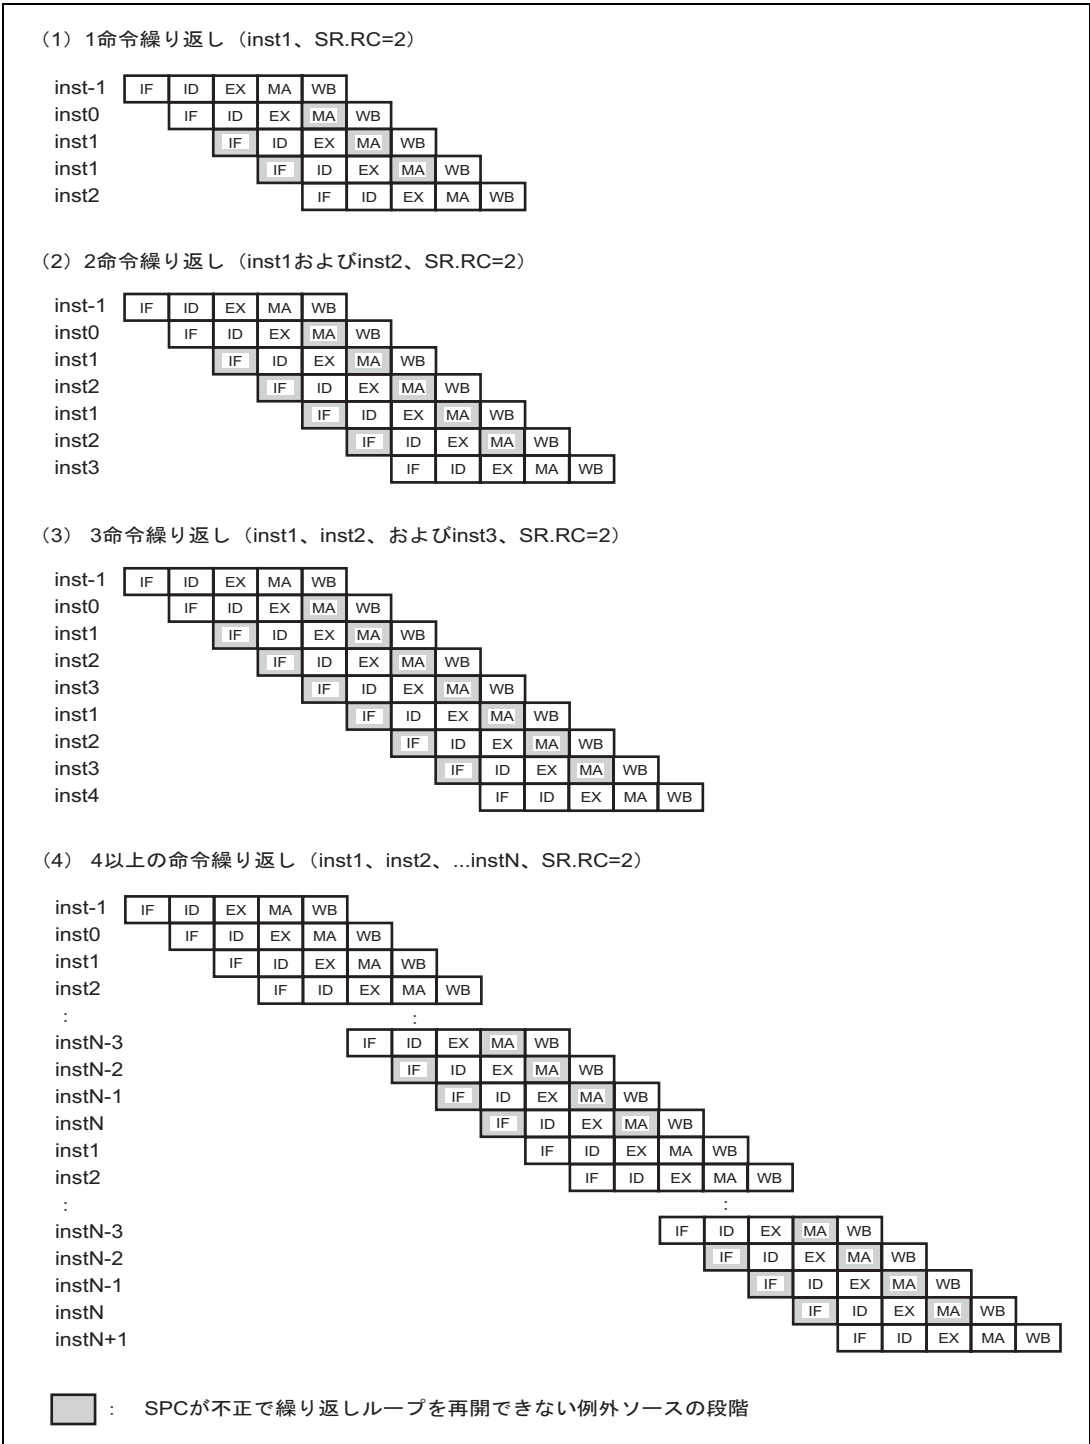 （1）1命令繰り返し（inst1、SR.RC=2）
inst-1 IF ID EX MA WB
inst0 IF ID EX MA WB
inst1 IF ID EX MA WB
inst1 IF ID EX MA WB
inst2 IF ID EX MA WB
（2）2命令繰り返し（inst1およびinst2、SR.RC=2）
inst-1 IF ID EX MA WB
inst0 IF ID EX MA WB
inst1 IF ID EX MA WB
inst2 IF ID EX MA WB
inst1 IF ID EX MA WB
inst2 IF ID EX MA WB
inst3 IF ID EX MA WB
（3） 3命令繰り返し（inst1、inst2、およびinst3、SR.RC=2）
inst-1 IF ID EX MA WB
inst0 IF ID EX MA WB
inst1 IF ID EX MA WB
inst2 IF ID EX MA WB
inst3 IF ID EX MA WB
inst1 IF ID EX MA WB
inst2 IF ID EX MA WB
inst3 IF ID EX MA WB
inst4 IF ID EX MA WB
（4） 4以上の命令繰り返し（inst1、inst2、...instN、SR.RC=2）
inst-1 IF ID EX MA WB
inst0 IF ID EX MA WB
inst1 IF ID EX MA WB
inst2 IF ID EX MA WB
: :
instN-3 IF ID EX MA WB
instN-2 IF ID EX MA WB
instN-1 IF ID EX MA WB
instN IF ID EX MA WB
inst1 IF ID EX MA WB
inst2 IF ID EX MA WB
: :
instN-3 IF ID EX MA WB
instN-2 IF ID EX MA WB
instN-1 IF ID EX MA WB
instN IF ID EX MA WB
instN+1 IF ID EX MA WB
: SPCが不正で繰り返しループを再開できない例外ソースの段階